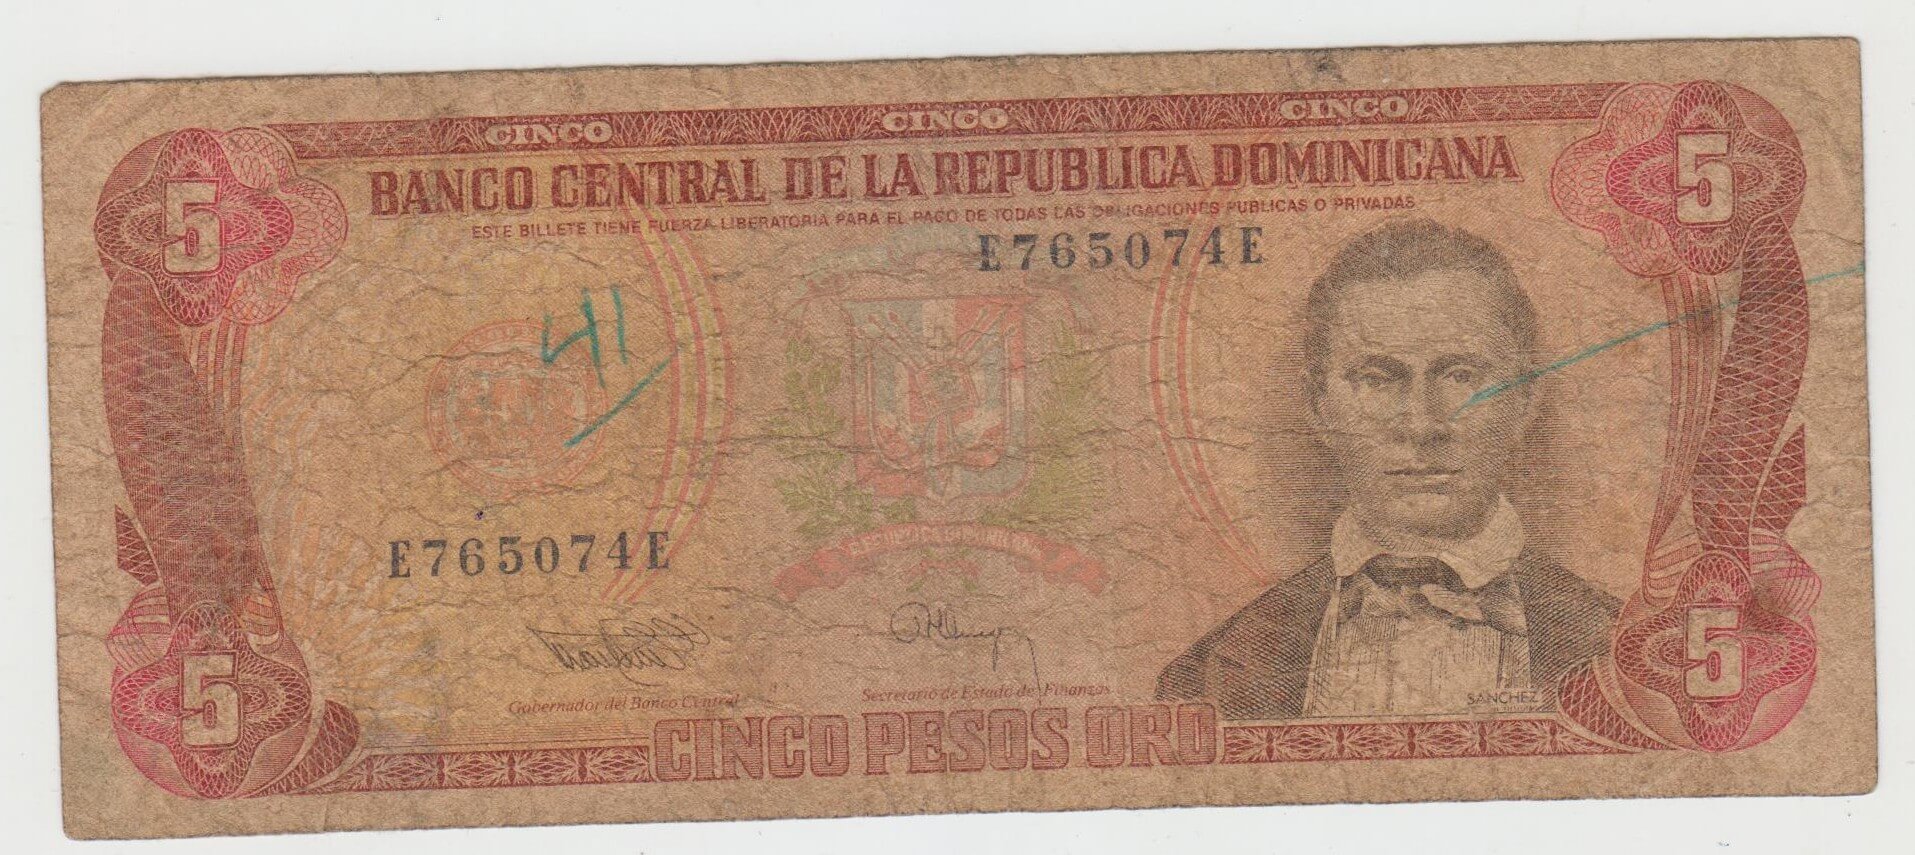 CINCO CINCO CINCO
5 5
BANCO CENTRAL DE LA REPUBLICA DOMINICANA
ESTE BILLETE TIENE FUERZA LIBERATORIA PARA EL PAGO DE TODAS LAS OBLIGACIONES PUBLICAS O PRIVADAS
E765074E
41
REPUBLICA DOMINICANA
E765074E
Gobernador del Banco Central
Secretario de Estado de Finanzas
SANCHEZ
5 5
CINCO PESOS ORO